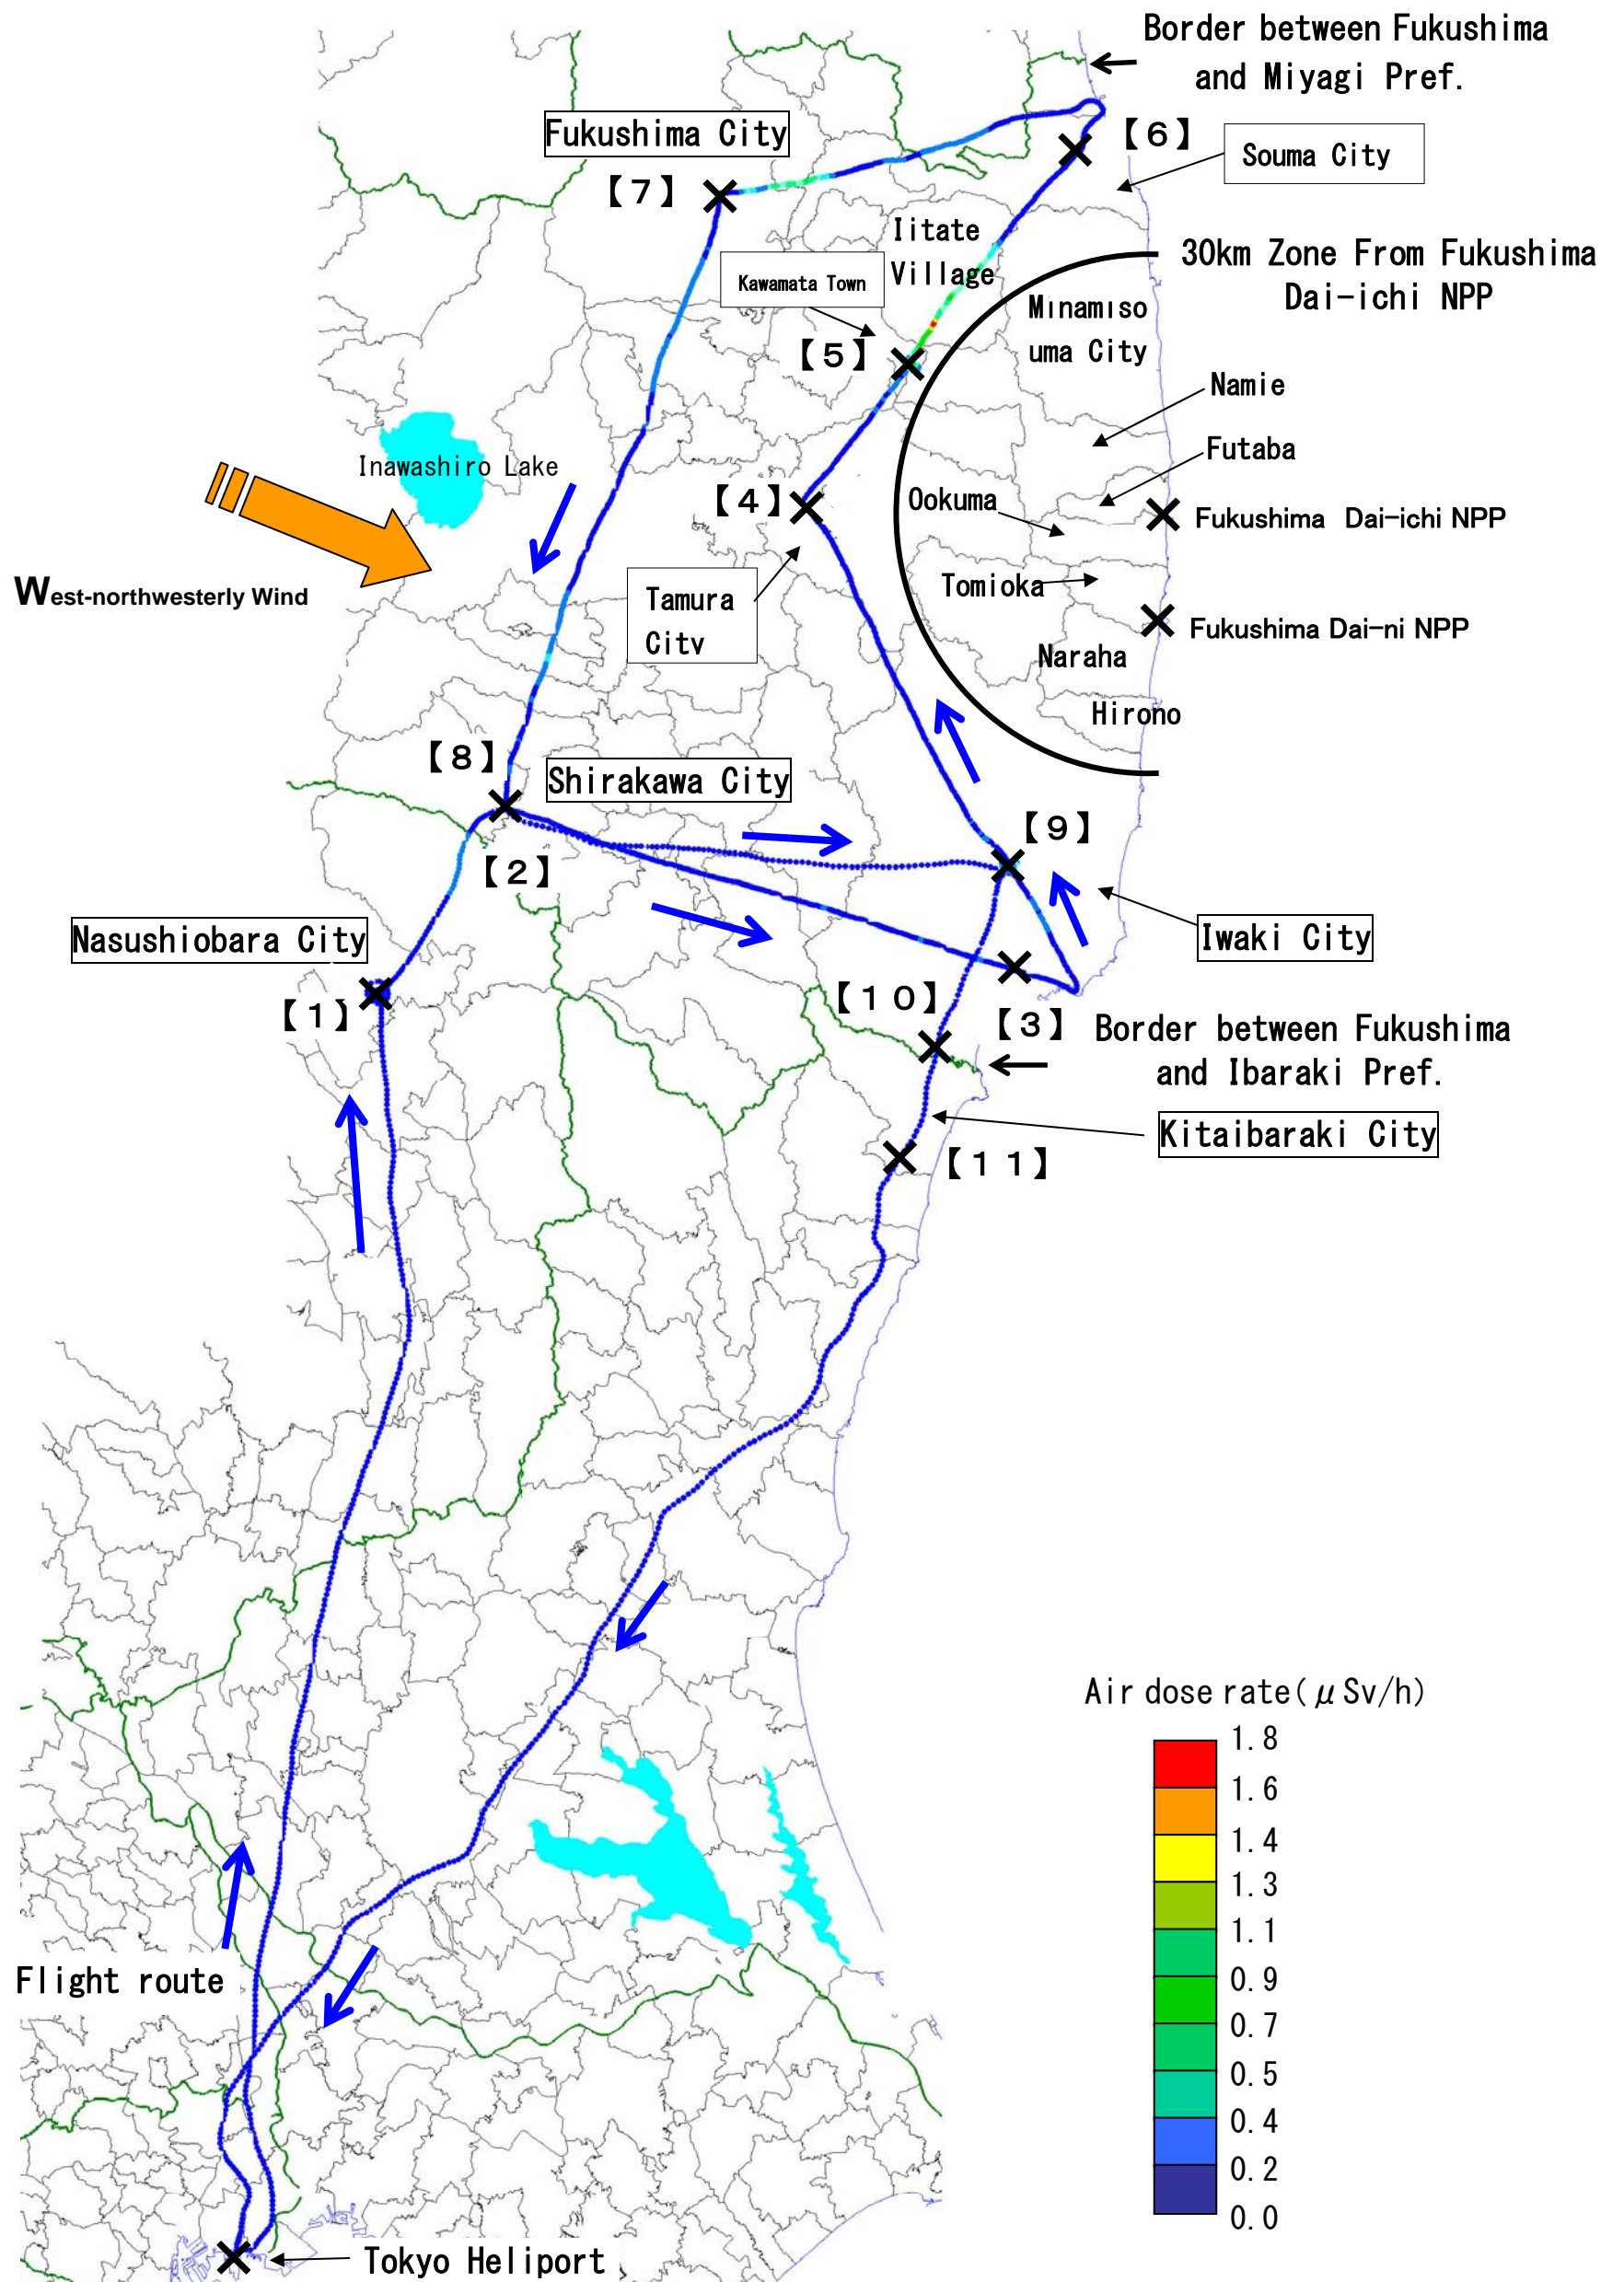 Border between Fukushima
and Miyagi Pref.
Fukushima City
【6】
Souma City
【7】
Iitate
Village
30km Zone From Fukushima
Dai-ichi NPP
Kawamata Town
Minamiso
uma City
【5】
Namie
Futaba
Inawashiro Lake
【4】
Ookuma
Fukushima Dai-ichi NPP
West-northwesterly Wind
Tamura
City
Tomioka
Fukushima Dai-ni NPP
Naraha
Hirono
【8】
Shirakawa City
【9】
【2】
Nasushiobara City
Iwaki City
【10】
【1】
【3】
Border between Fukushima
and Ibaraki Pref.
Kitaibaraki City
【11】
Air dose rate(μSv/h)
1.8
1.6
1.4
1.3
1.1
0.9
0.7
0.5
0.4
0.2
0.0
Flight route
Tokyo Heliport